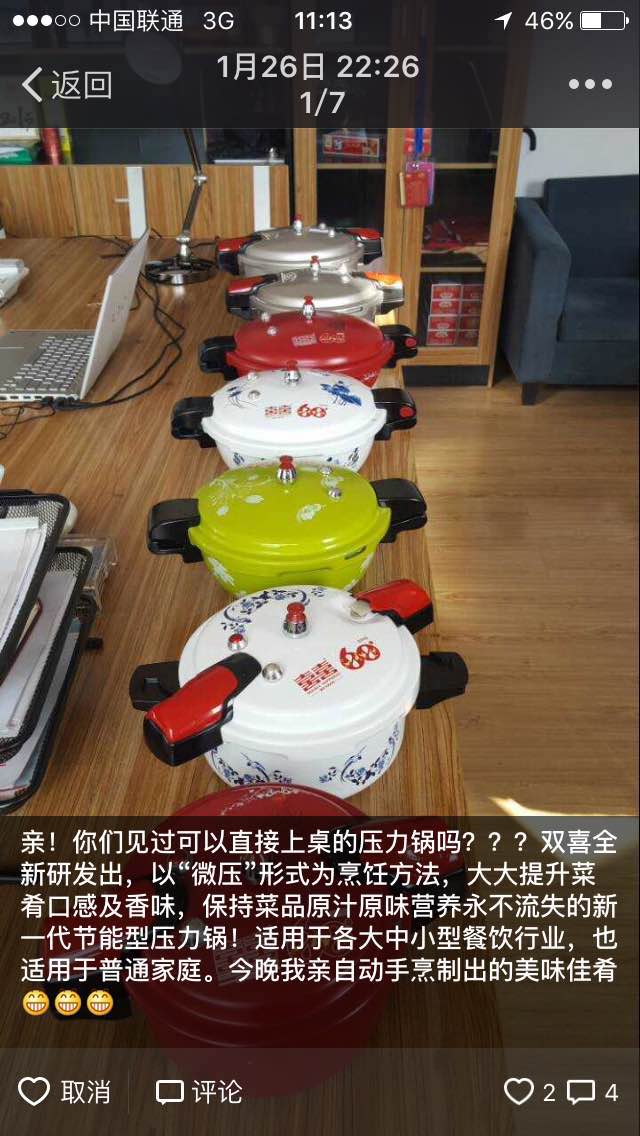 中国联通 3G 11:13 46%
返回
1月26日 22:26
1/7
囍囍 60
亲！你们见过可以直接上桌的压力锅吗？？？双喜全
新研发出，以“微压”形式为烹饪方法，大大提升菜
肴口感及香味，保持菜品原汁原味营养永不流失的新
一代节能型压力锅！适用于各大中小型餐饮行业，也
适用于普通家庭。今晚我亲自动手烹制出的美味佳肴
😁😁😁
取消 评论 2 4